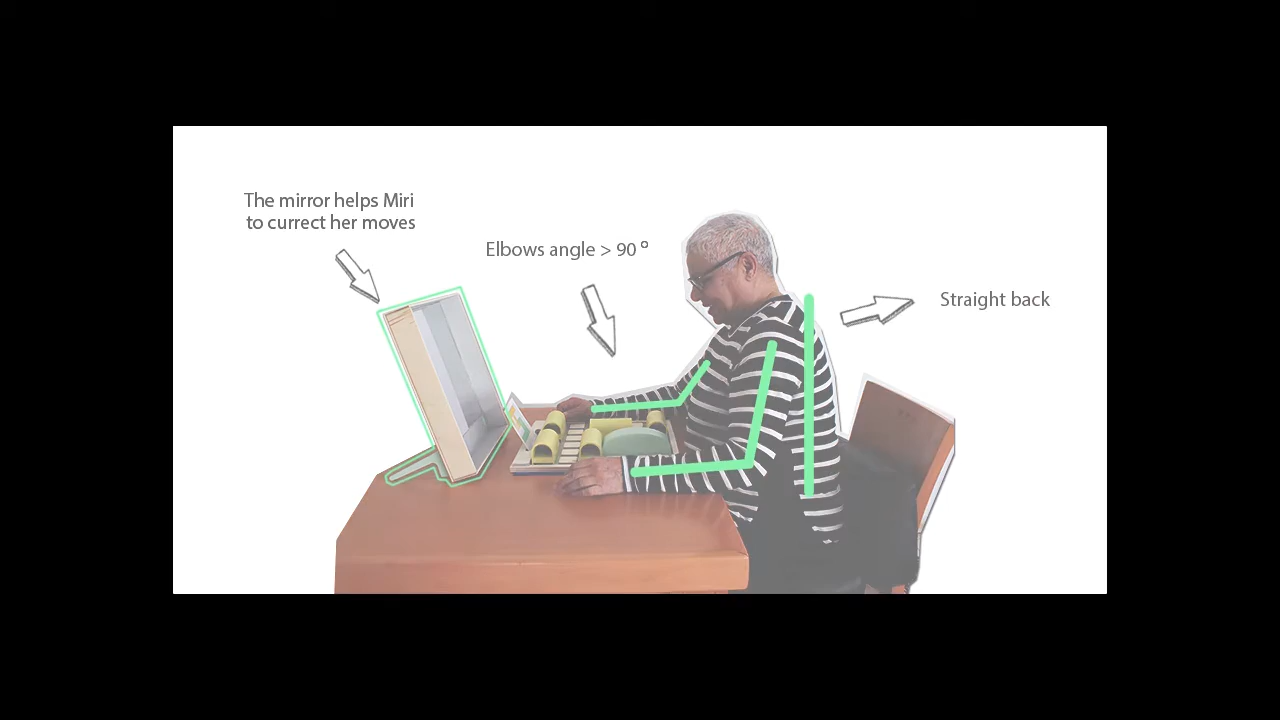 The mirror helps Miri
to currect her moves
Elbows angle > 90 °
Straight back